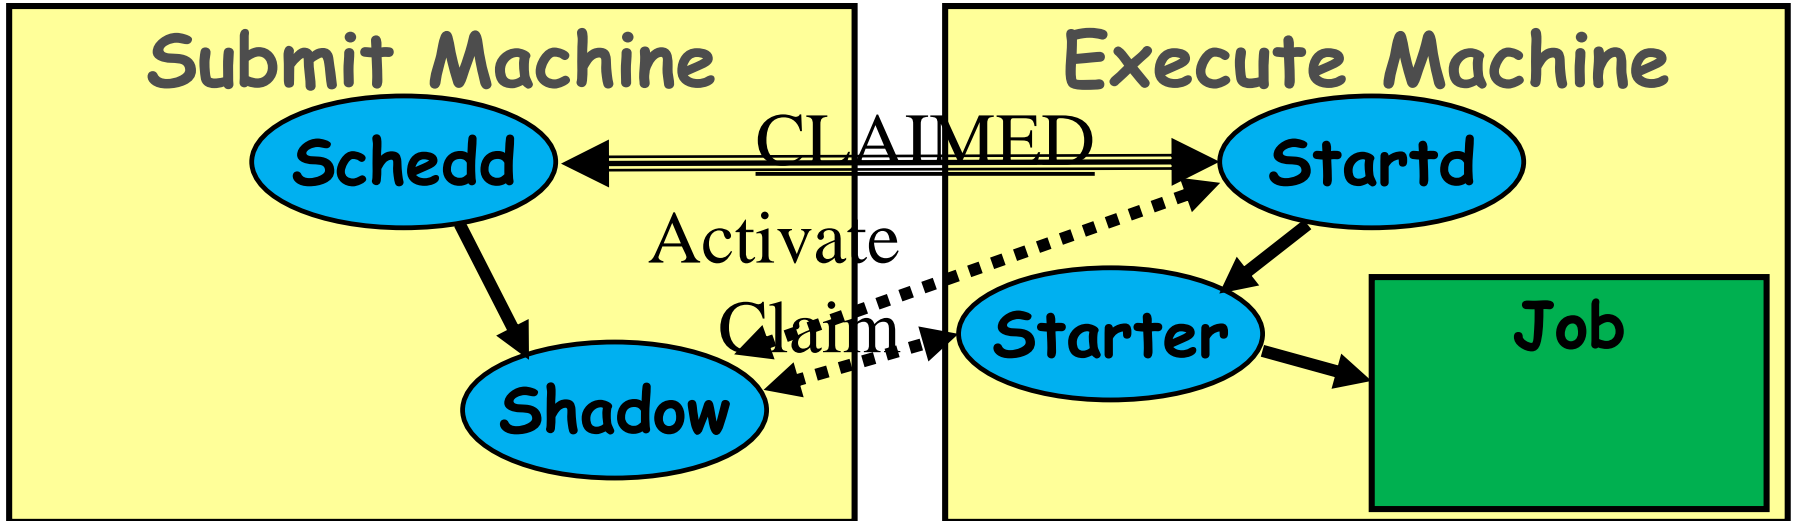 Submit Machine
Execute Machine
CLAIMED
Schedd
Startd
Activate
Claim
Starter
Job
Shadow